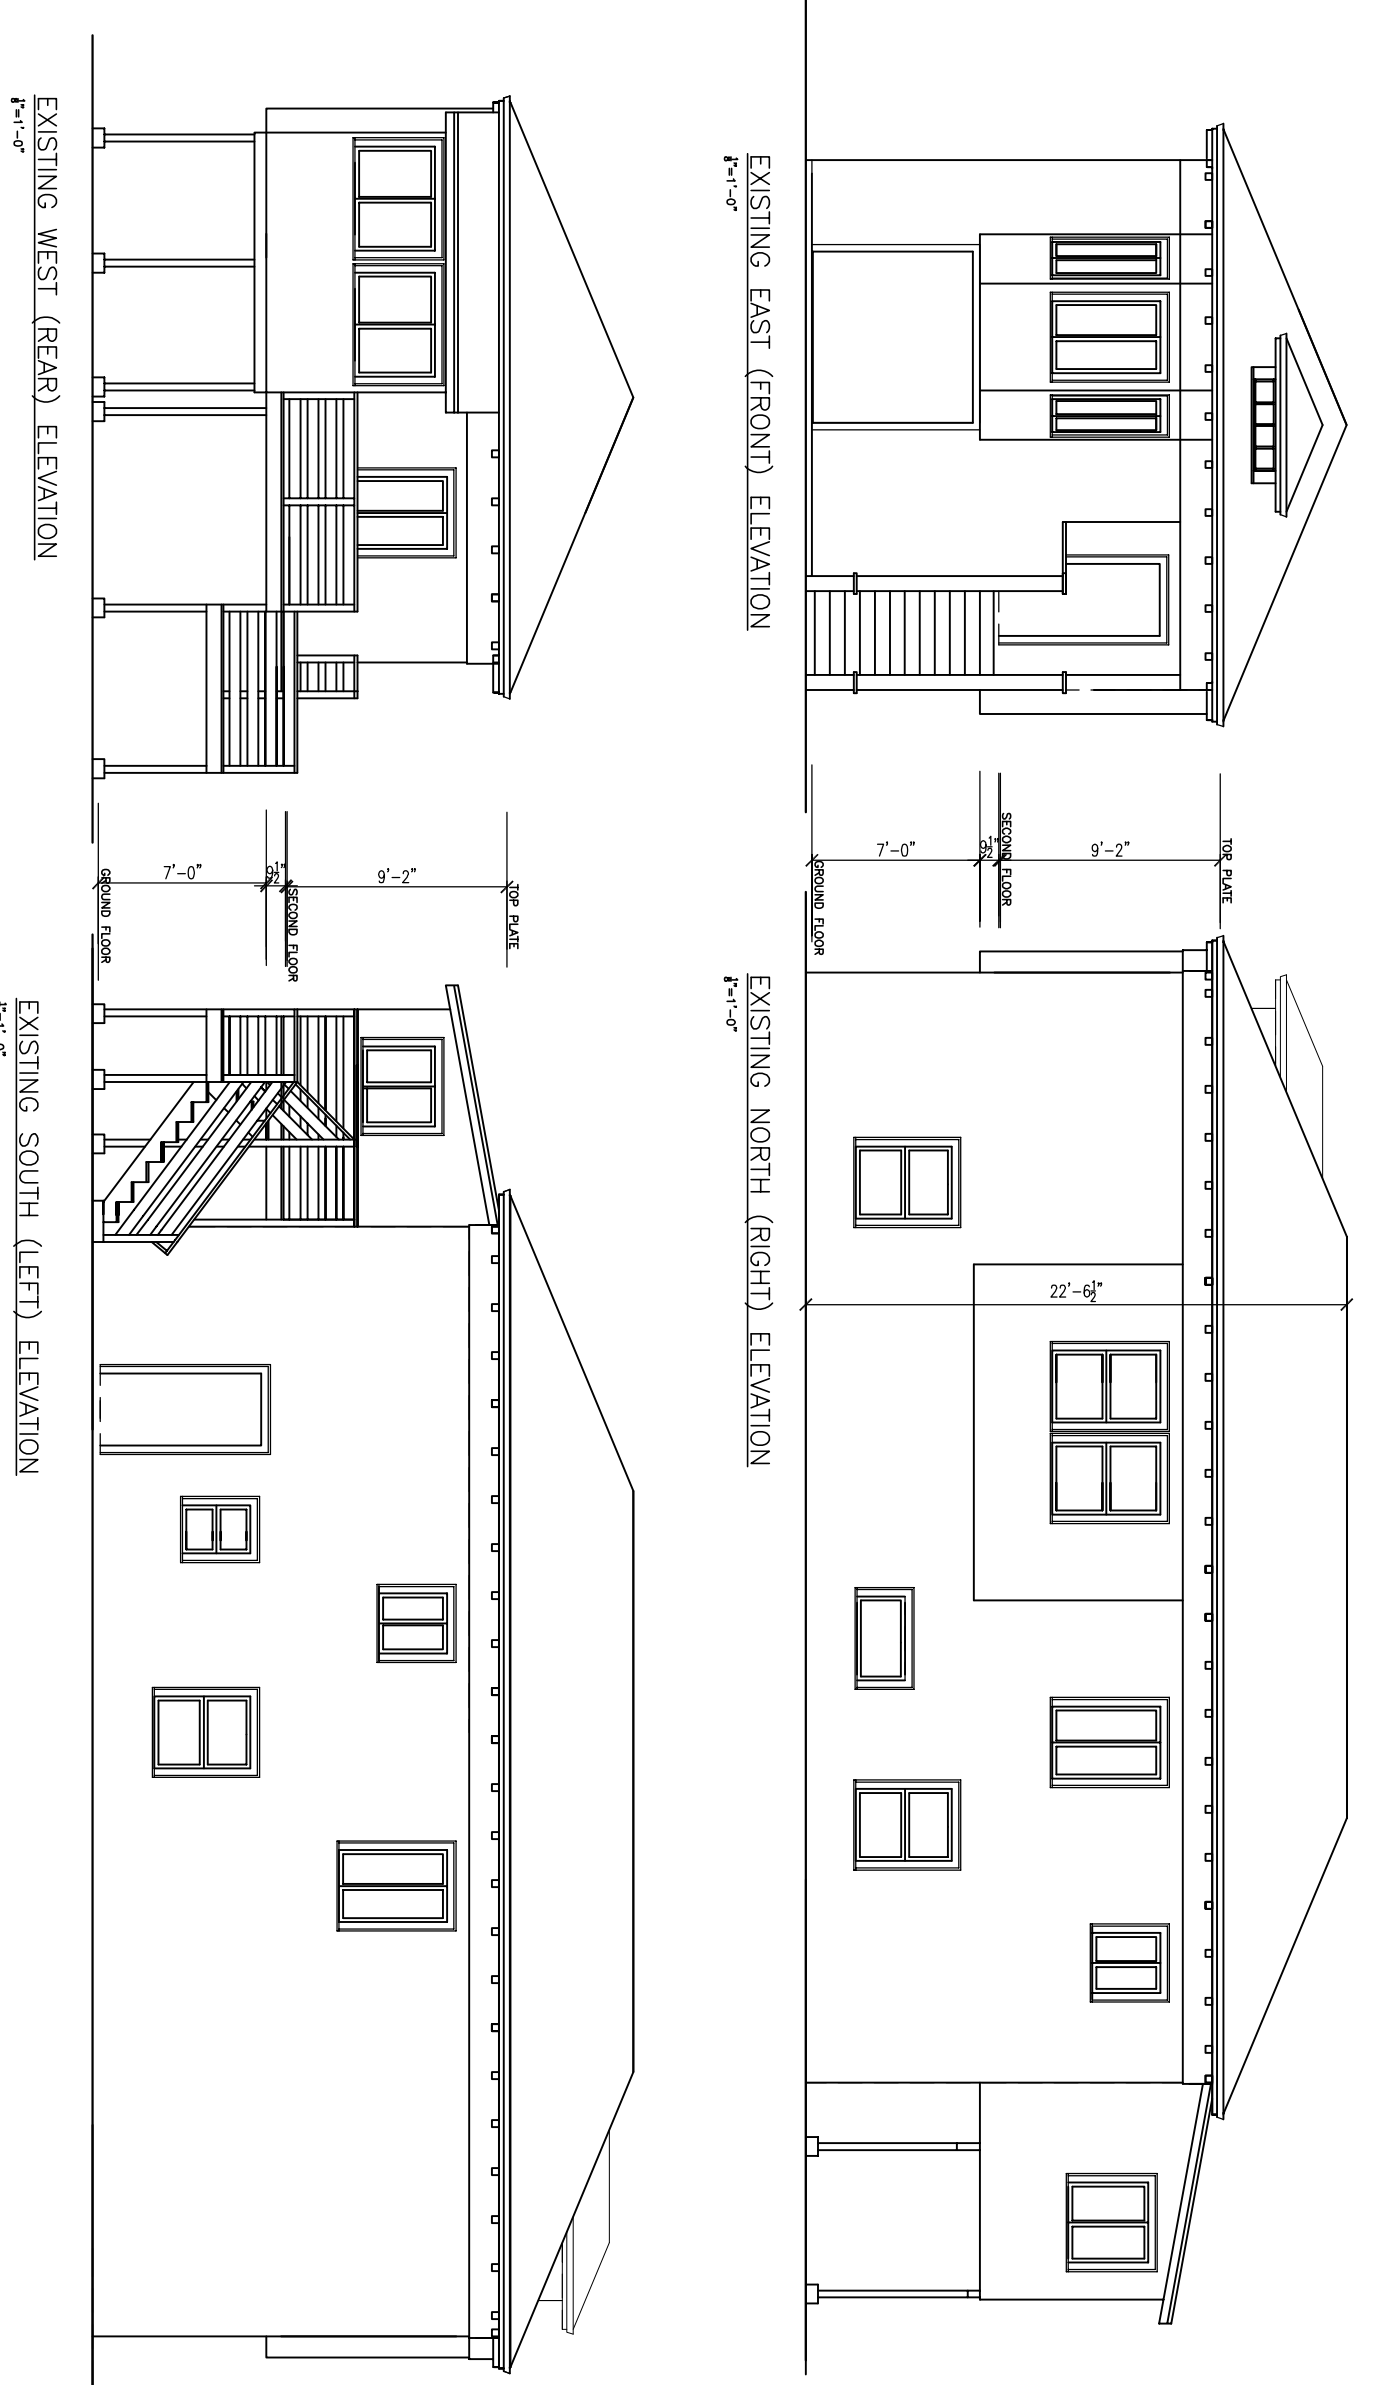 EXISTING EAST (FRONT) ELEVATION
1/8"=1'-0"
TOP PLATE
9'-2"
SECOND FLOOR
9 1/2"
7'-0"
GROUND FLOOR
EXISTING NORTH (RIGHT) ELEVATION
1/8"=1'-0"
22'-6 1/2"
EXISTING WEST (REAR) ELEVATION
1/8"=1'-0"
TOP PLATE
9'-2"
SECOND FLOOR
9 1/2"
7'-0"
GROUND FLOOR
EXISTING SOUTH (LEFT) ELEVATION